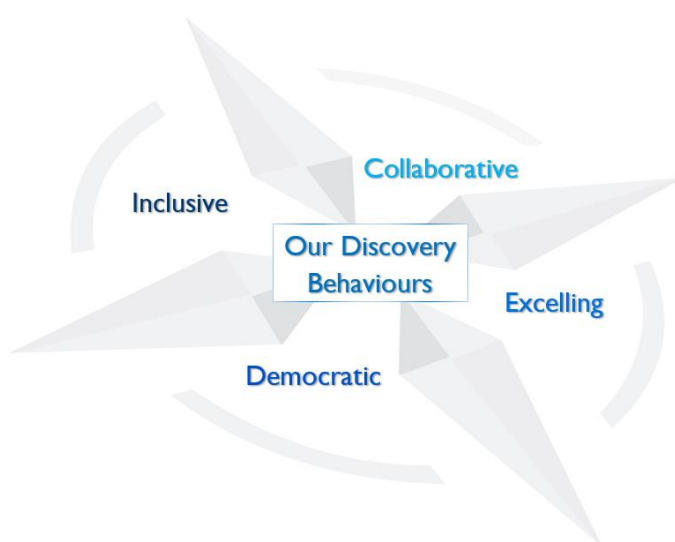 Collaborative
Inclusive
Our Discovery
Behaviours
Excelling
Democratic